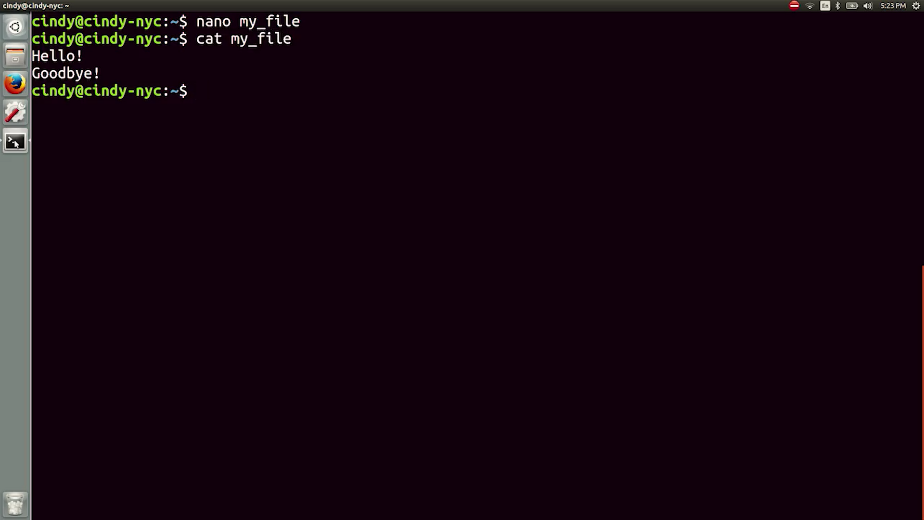 cindy@cindy-nyc: ~
En
5:23 PM
cindy@cindy-nyc:~$ nano my_file
cindy@cindy-nyc:~$ cat my_file
Hello!
Goodbye!
cindy@cindy-nyc:~$